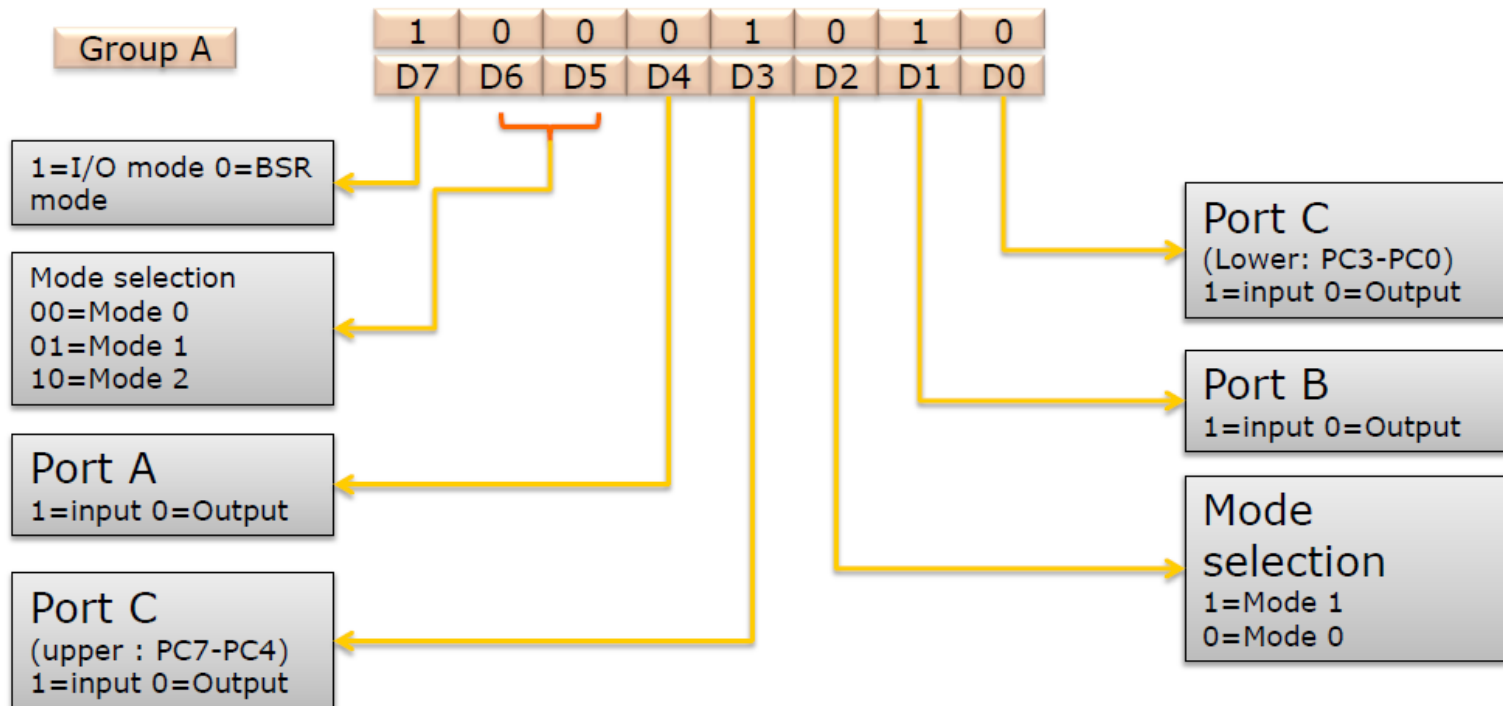 Group A
1 0 0 0 1 0 1 0
D7 D6 D5 D4 D3 D2 D1 D0
1=I/O mode 0=BSR
mode
Mode selection
00=Mode 0
01=Mode 1
10=Mode 2
Port A
1=input 0=Output
Port C
(upper : PC7-PC4)
1=input 0=Output
Port C
(Lower: PC3-PC0)
1=input 0=Output
Port B
1=input 0=Output
Mode
selection
1=Mode 1
0=Mode 0